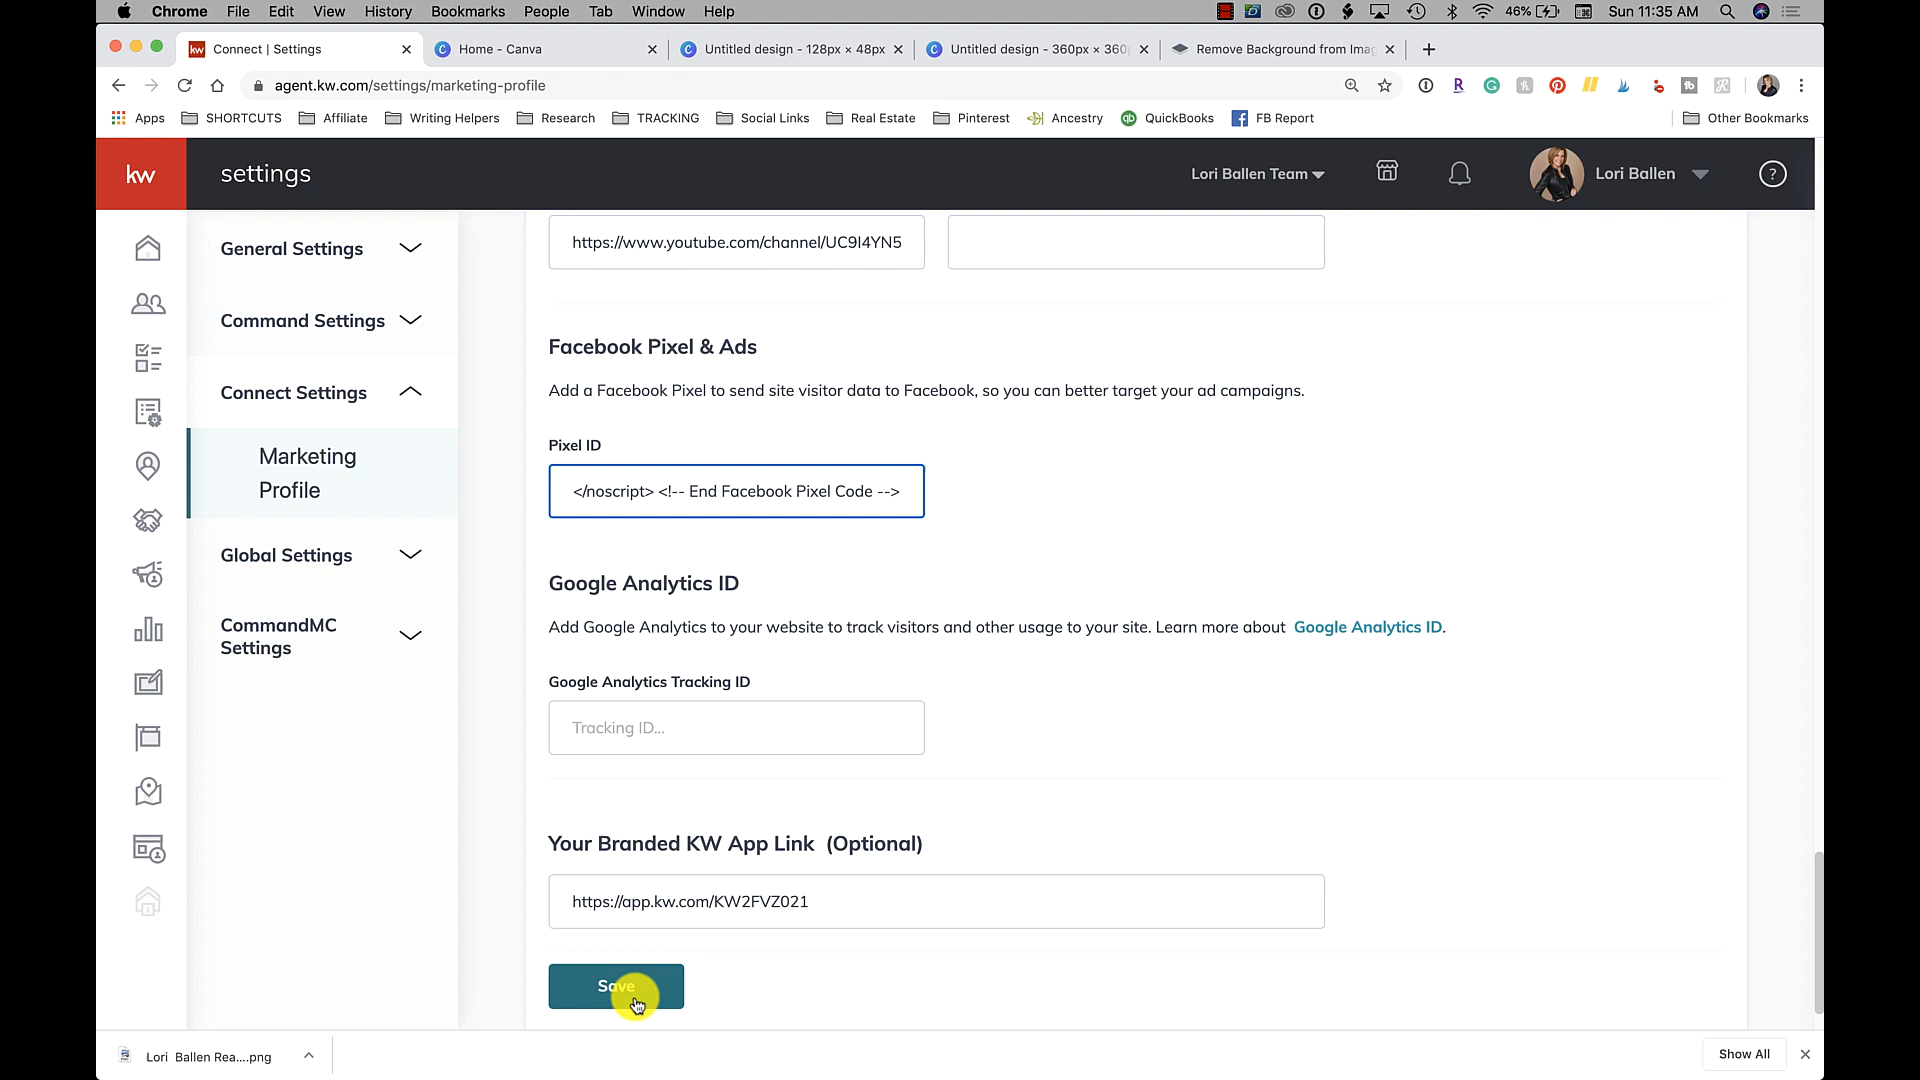 Chrome File Edit View History Bookmarks People Tab Window Help 46% Sun 11:35 AM
kw Connect | Settings Home - Canva Untitled design - 128px × 48px Untitled design - 360px × 360 Remove Background from Imag
agent.kw.com/settings/marketing-profile
Apps SHORTCUTS Affiliate Writing Helpers Research TRACKING Social Links Real Estate Pinterest Ancestry QuickBooks FB Report Other Bookmarks
kw settings Lori Ballen Team Lori Ballen ?
General Settings
Command Settings
Connect Settings
Marketing
Profile
Global Settings
CommandMC
Settings
https://www.youtube.com/channel/UC9I4YN5
Facebook Pixel & Ads
Add a Facebook Pixel to send site visitor data to Facebook, so you can better target your ad campaigns.
Pixel ID
</noscript> <!-- End Facebook Pixel Code -->
Google Analytics ID
Add Google Analytics to your website to track visitors and other usage to your site. Learn more about Google Analytics ID.
Google Analytics Tracking ID
Tracking ID...
Your Branded KW App Link (Optional)
https://app.kw.com/KW2FVZ021
Save
Lori Ballen Rea....png
Show All